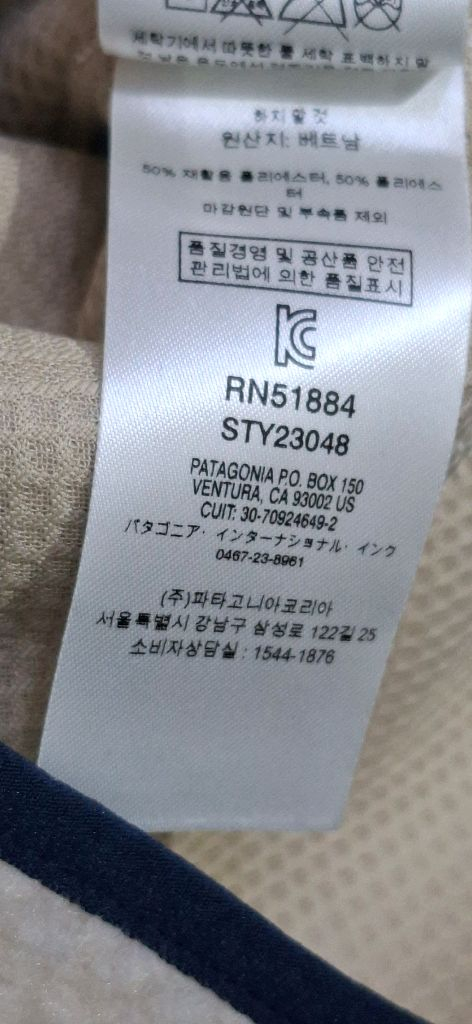 세탁기에서 따뜻한 물 세탁 표백하지 말
하지 말 것
원산지: 베트남
50% 재활용 폴리에스터, 50% 폴리에스
터
마감원단 및 부속품 제외
품질경영 및 공산품 안전
관리법에 의한 품질표시
RN51884
STY23048
PATAGONIA P.O. BOX 150
VENTURA, CA 93002 US
CUIT: 30-70924649-2
パタゴニア・インターナショナル・インク
0467-23-8961
(주)파타고니아코리아
서울특별시 강남구 삼성로 122길 25
소비자상담실 : 1544-1876